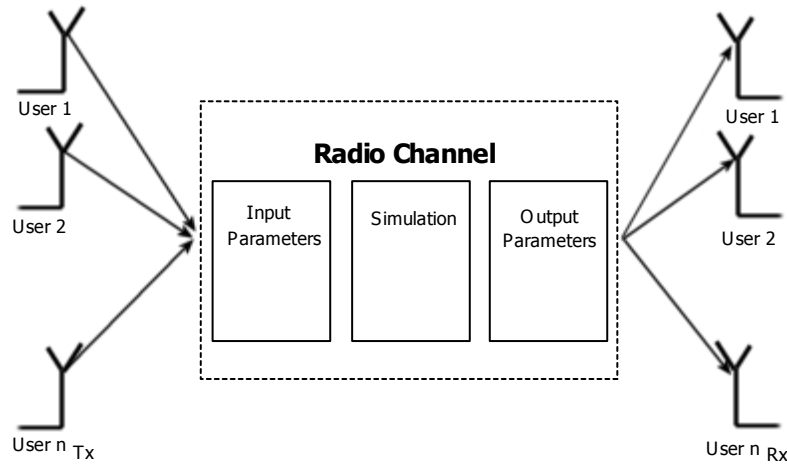 User 1
User 2
User n Tx
Radio Channel
Input
Parameters
Simulation
Output
Parameters
User 1
User 2
User n Rx